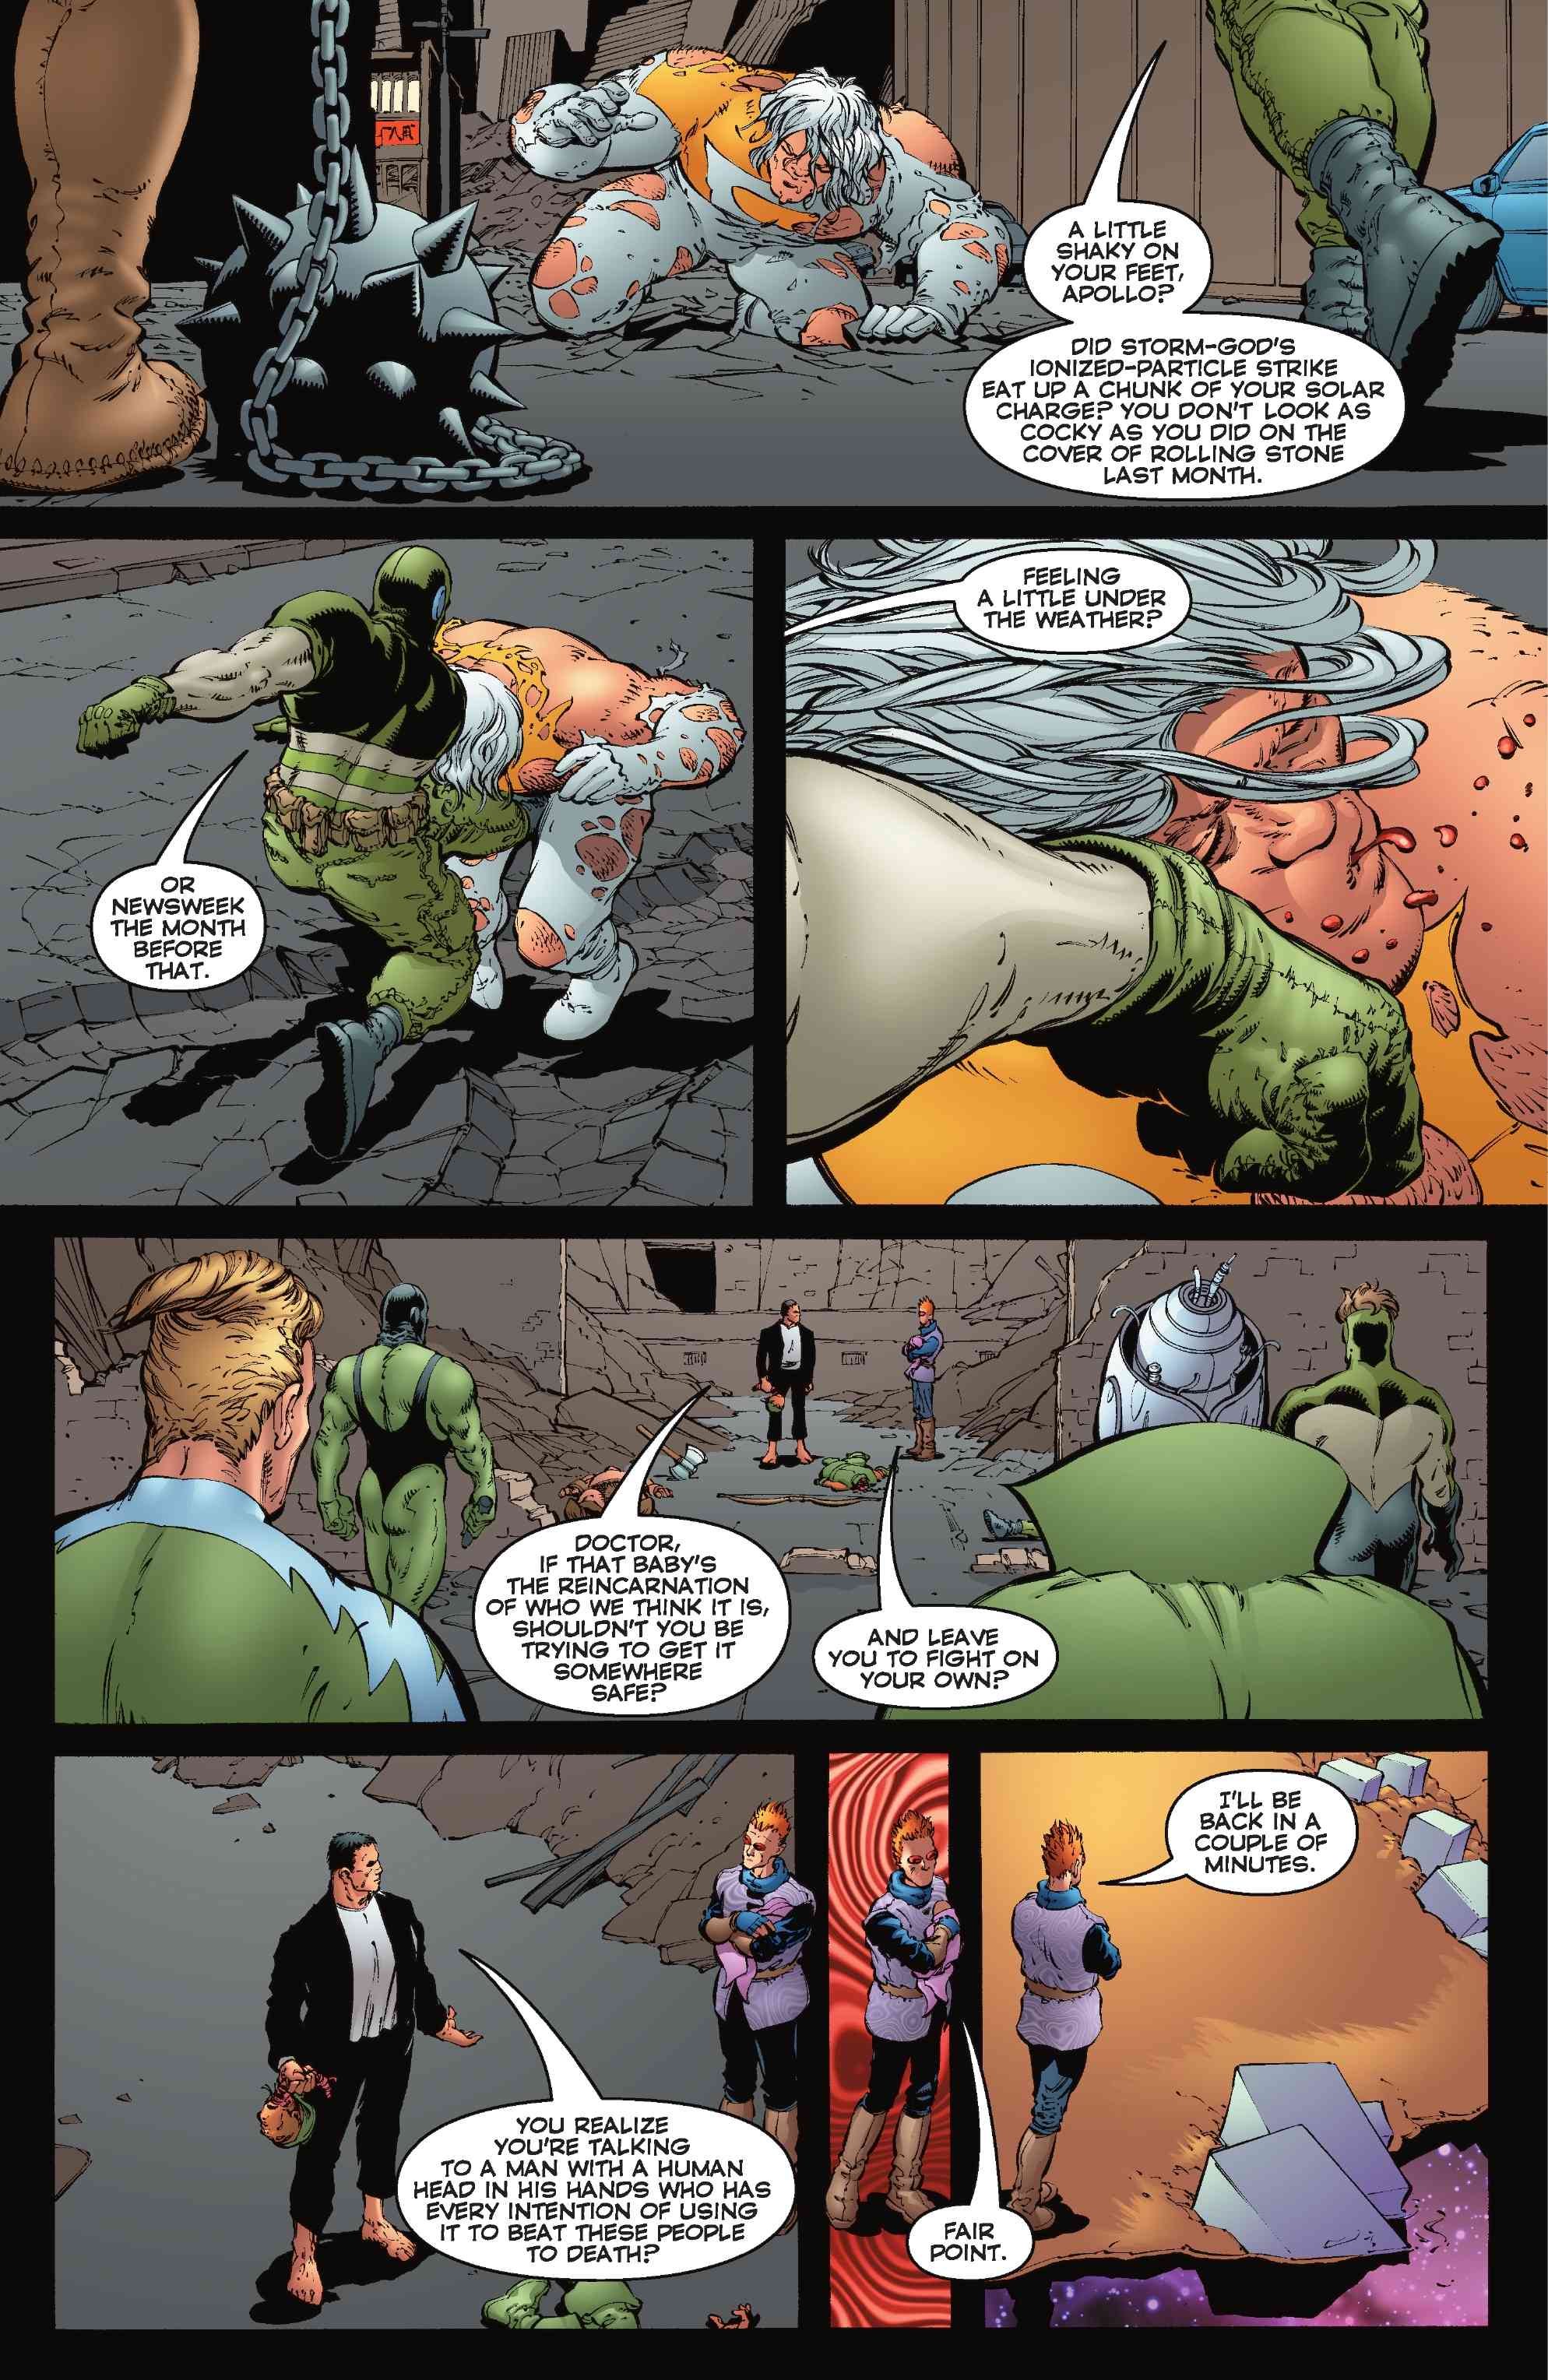 A LITTLE
SHAKY ON
YOUR FEET,
APOLLO?
DID STORM-GOD'S
IONIZED-PARTICLE STRIKE
EAT UP A CHUNK OF YOUR SOLAR
CHARGE? YOU DON'T LOOK AS
COCKY AS YOU DID ON THE
COVER OF ROLLING STONE
LAST MONTH.
OR
NEWSWEEK
THE MONTH
BEFORE
THAT.
FEELING
A LITTLE UNDER
THE WEATHER?
DOCTOR,
IF THAT BABY'S
THE REINCARNATION
OF WHO WE THINK IT IS,
SHOULDN'T YOU BE
TRYING TO GET IT
SOMEWHERE
SAFE?
AND LEAVE
YOU TO FIGHT ON
YOUR OWN?
YOU REALIZE
YOU'RE TALKING
TO A MAN WITH A HUMAN
HEAD IN HIS HANDS WHO HAS
EVERY INTENTION OF USING
IT TO BEAT THESE PEOPLE
TO DEATH?
FAIR
POINT.
I'LL BE
BACK IN A
COUPLE OF
MINUTES.